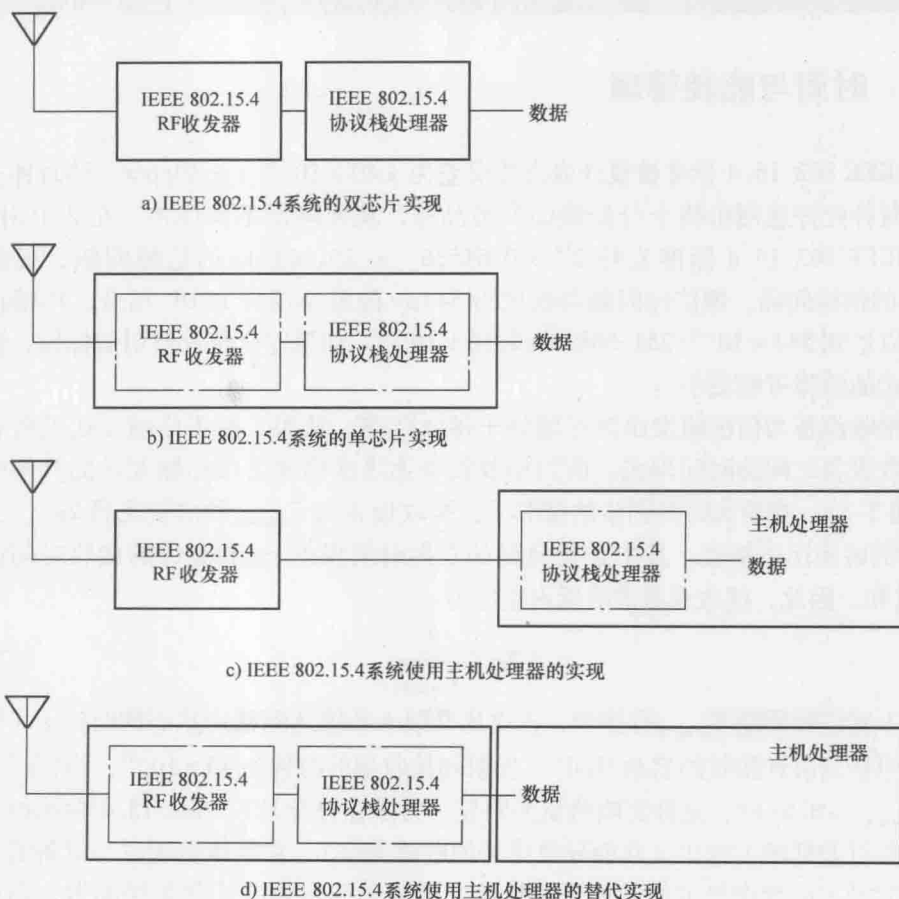 IEEE 802.15.4
RF收发器
IEEE 802.15.4
协议栈处理器
数据
a) IEEE 802.15.4系统的双芯片实现
IEEE 802.15.4
RF收发器
IEEE 802.15.4
协议栈处理器
数据
b) IEEE 802.15.4系统的单芯片实现
IEEE 802.15.4
RF收发器
主机处理器
IEEE 802.15.4
协议栈处理器
数据
c) IEEE 802.15.4系统使用主机处理器的实现
主机处理器
IEEE 802.15.4
RF收发器
IEEE 802.15.4
协议栈处理器
数据
d) IEEE 802.15.4系统使用主机处理器的替代实现